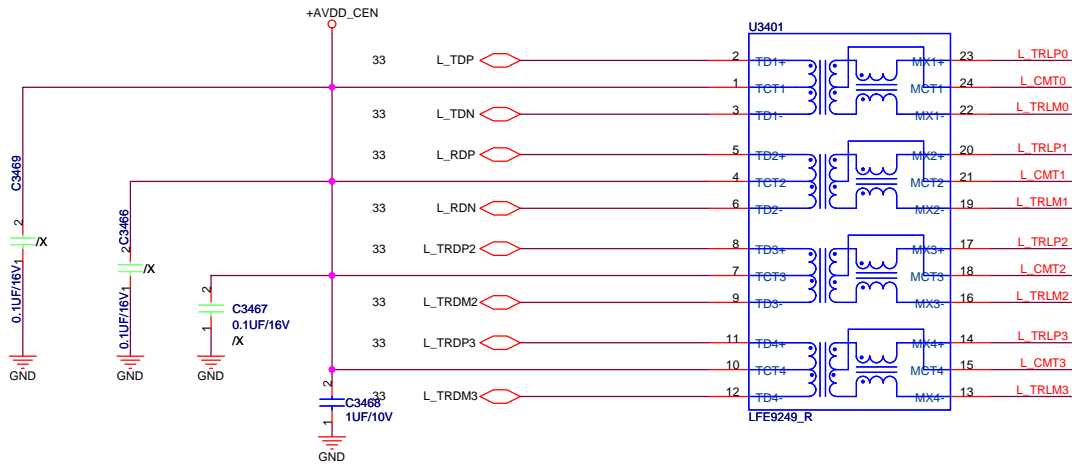 +AVDD_CEN
U3401
33 L_TDP 2 TD1+ MX1+ 23 L_TRLP0
1 TCT1 MCT1 24 L_CMT0
33 L_TDN 3 TD1- MX1- 22 L_TRLM0
33 L_RDP 5 TD2+ MX2+ 20 L_TRLP1
4 TCT2 MCT2 21 L_CMT1
33 L_RDN 6 TD2- MX2- 19 L_TRLM1
33 L_TRDP2 8 TD3+ MX3+ 17 L_TRLP2
7 TCT3 MCT3 18 L_CMT2
33 L_TRDM2 9 TD3- MX3- 16 L_TRLM2
33 L_TRDP3 11 TD4+ MX4+ 14 L_TRLP3
10 TCT4 MCT4 15 L_CMT3
33 L_TRDM3 12 TD4- MX4- 13 L_TRLM3
LFE9249_R
C3469
2
/X
1
0.1UF/16V
GND
C3466
2
/X
1
0.1UF/16V
GND
2
C3467
0.1UF/16V
1
/X
GND
2
C3468
1UF/10V
1
GND